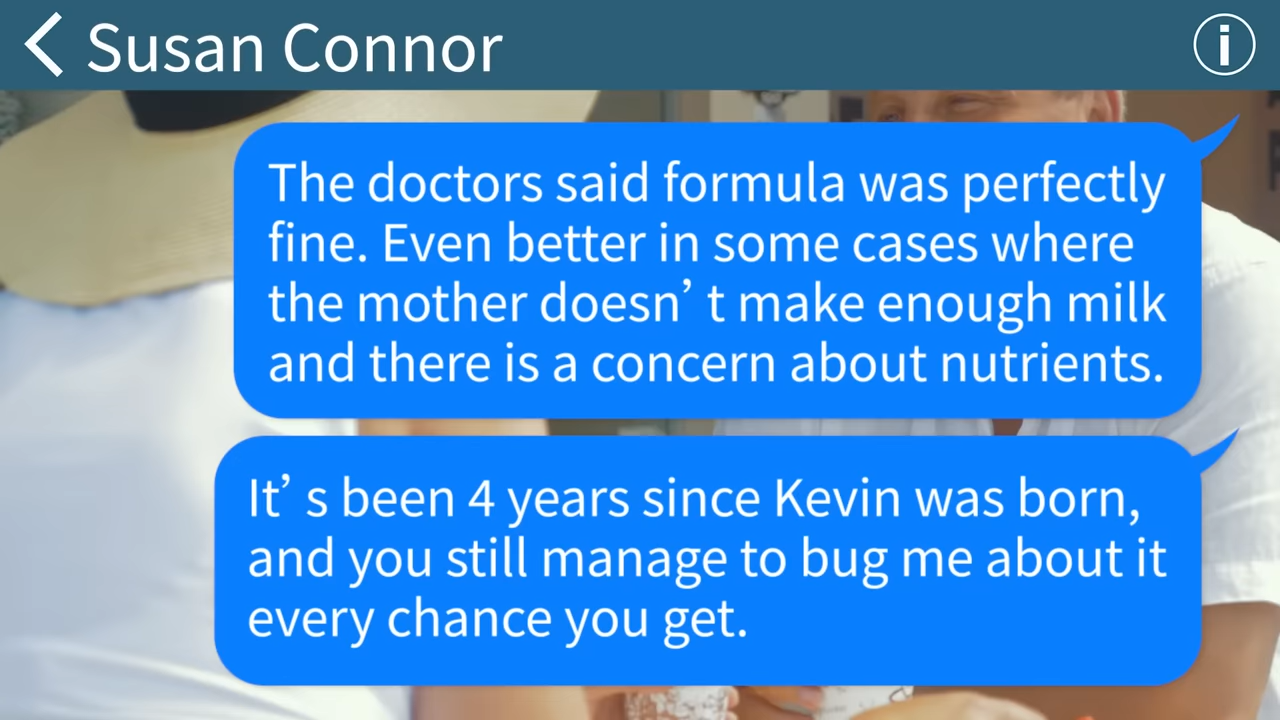 Susan Connor
The doctors said formula was perfectly
fine. Even better in some cases where
the mother doesn’t make enough milk
and there is a concern about nutrients.
It’s been 4 years since Kevin was born,
and you still manage to bug me about it
every chance you get.